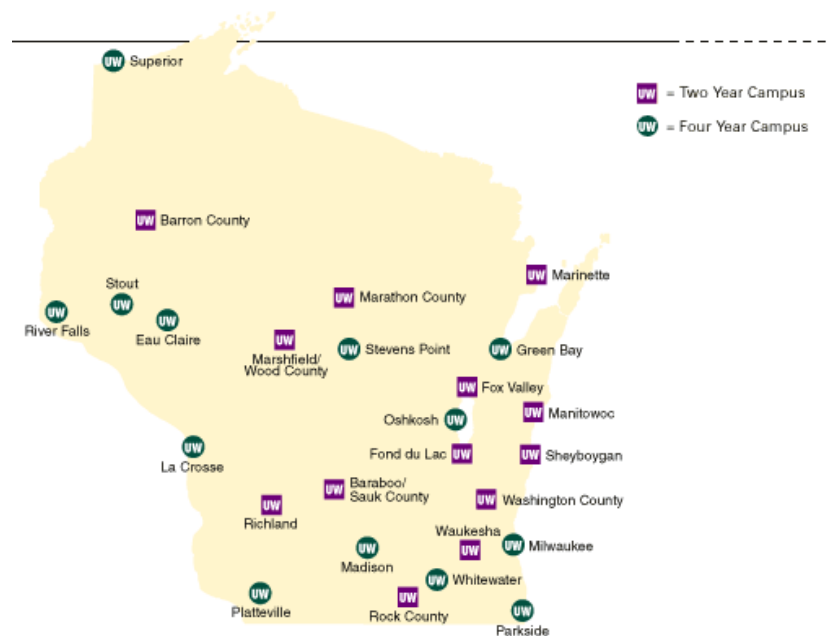 UW Superior
UW = Two Year Campus
UW = Four Year Campus
UW Barron County
UW Marinette
Stout
UW
UW Marathon County
UW
River Falls
UW
Eau Claire
UW
Marshfield/
Wood County
UW Stevens Point
UW Green Bay
UW Fox Valley
UW Manitowoc
Oshkosh UW
UW
La Crosse
Fond du Lac UW
UW Sheyboygan
UW Baraboo/
Sauk County
UW Washington County
UW
Richland
Waukesha
UW
UW Milwaukee
UW
Madison
UW Whitewater
UW
Platteville
UW
Rock County
UW
Parkside